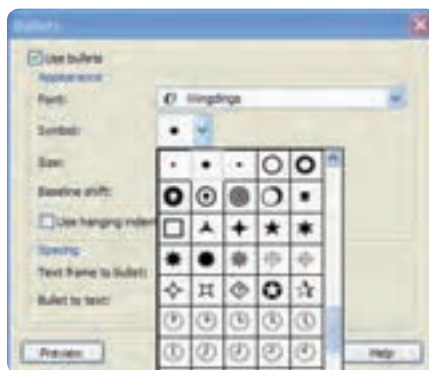 Bullets
Use bullets
Appearance
Font: Wingdings
Symbol:
Size:
Baseline shift:
Use hanging indent
Spacing
Text frame to bullet:
Bullet to text:
Preview
Help